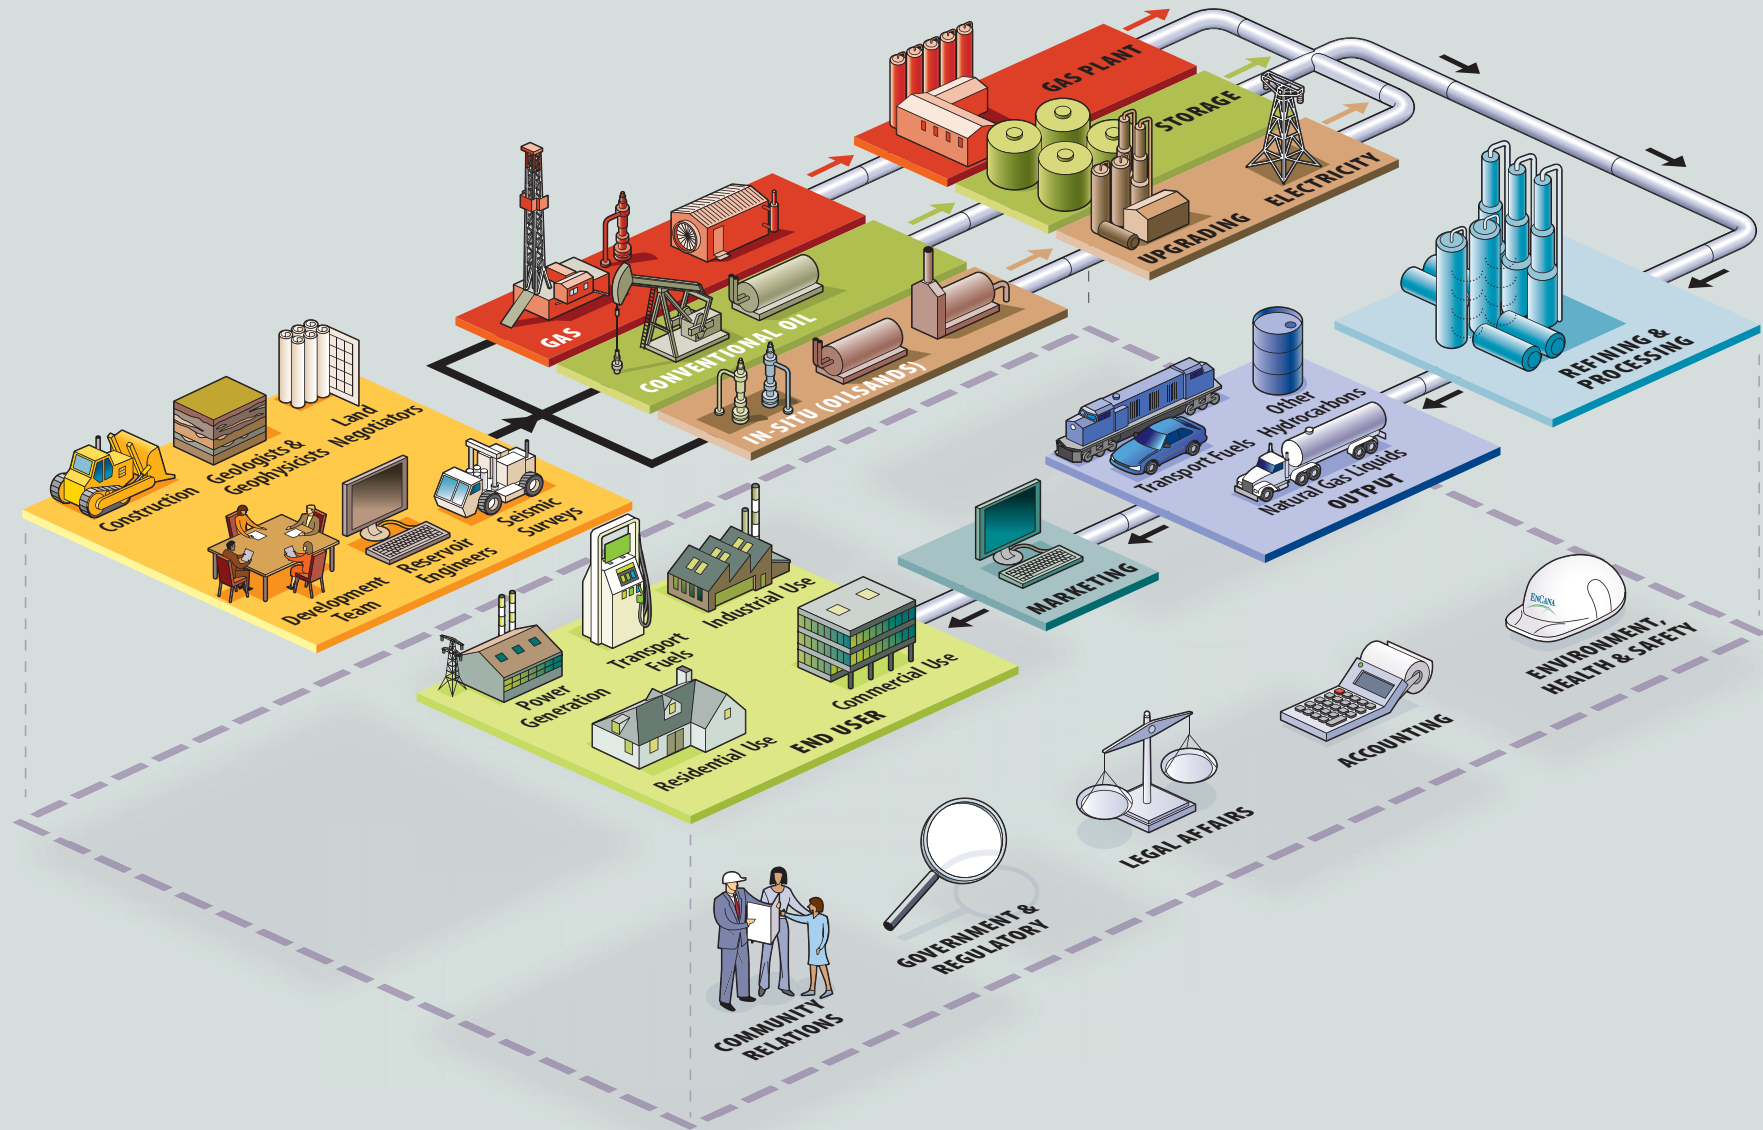 GAS PLANT
STORAGE
ELECTRICITY
UPGRADING
GAS
CONVENTIONAL OIL
IN-SITU (OILSANDS)
REFINING &
PROCESSING
Land
Negotiators
Geologists &
Geophysicists
Construction
Seismic
Surveys
Reservoir
Engineers
Development
Team
Other
Hydrocarbons
Transport Fuels
Natural Gas Liquids
OUTPUT
MARKETING
Industrial Use
Transport
Fuels
Power
Generation
Commercial Use
Residential Use
END USER
ENCANA
ENVIRONMENT,
HEALTH & SAFETY
ACCOUNTING
LEGAL AFFAIRS
GOVERNMENT &
REGULATORY
COMMUNITY
RELATIONS